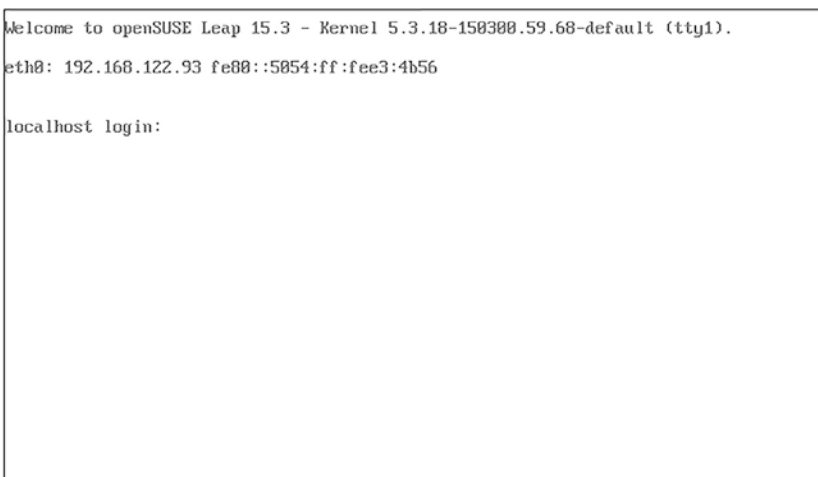 Welcome to openSUSE Leap 15.3 - Kernel 5.3.18-150300.59.68-default (tty1).
eth0: 192.168.122.93 fe80::5054:ff:fee3:4b56
localhost login: